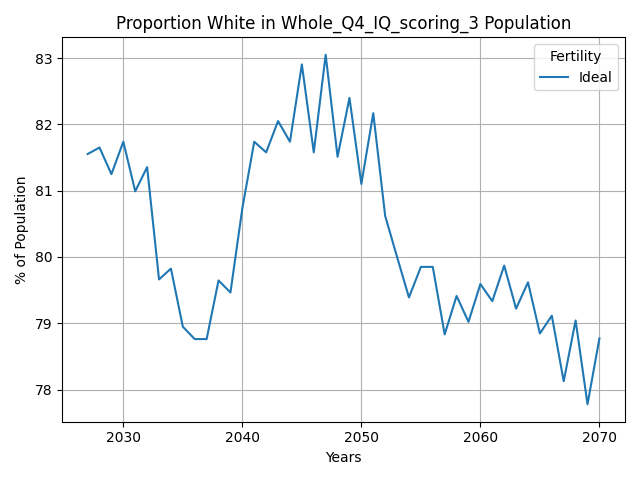 Proportion White in Whole_Q4_IQ_scoring_3 Population
Fertility
Ideal
83
82
81
80
79
78
% of Population
2030 2040 2050 2060 2070
Years